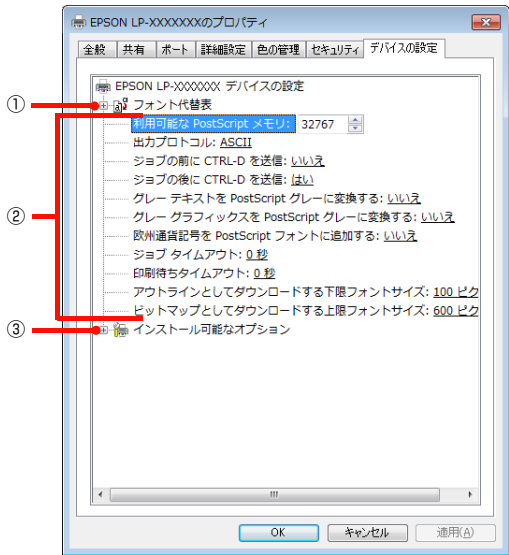 EPSON LP-XXXXXXXのプロパティ
全般 共有 ポート 詳細設定 色の管理 セキュリティ デバイスの設定
EPSON LP-XXXXXXX デバイスの設定
① フォント代替表
② 利用可能な PostScript メモリ: 32767
出力プロトコル: ASCII
ジョブの前に CTRL-D を送信: いいえ
ジョブの後に CTRL-D を送信: はい
グレー テキストを PostScript グレーに変換する: いいえ
グレー グラフィックスを PostScript グレーに変換する: いいえ
欧州通貨記号を PostScript フォントに追加する: いいえ
ジョブ タイムアウト: 0 秒
印刷待ちタイムアウト: 0 秒
アウトラインとしてダウンロードする下限フォントサイズ: 100 ピク
ビットマップとしてダウンロードする上限フォントサイズ: 600 ピク
③ インストール可能なオプション
OK キャンセル 適用(A)